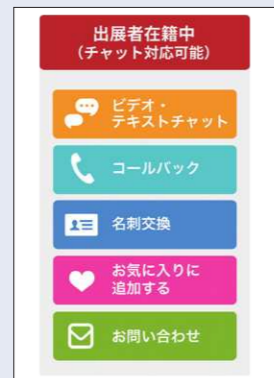 出展者在籍中
(チャット対応可能)
ビデオ・
テキストチャット
コールバック
名刺交換
お気に入りに
追加する
お問い合わせ